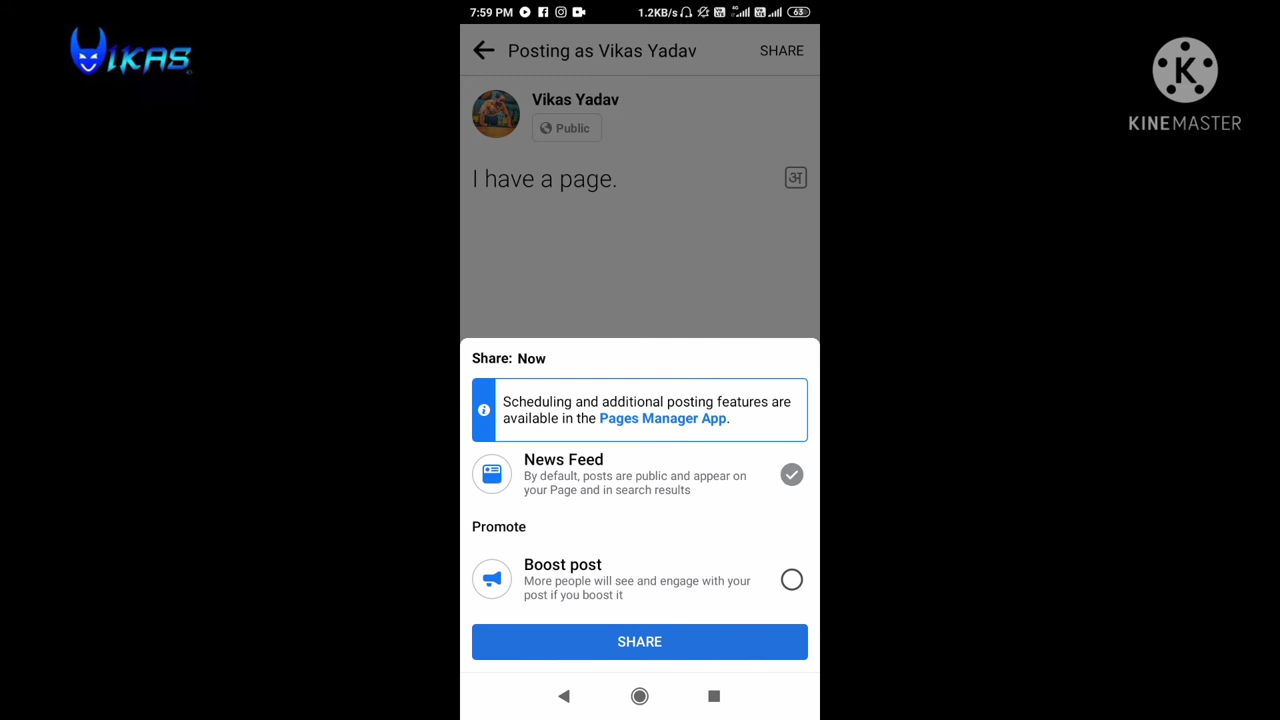 VIKAS
KINEMASTER
7:59 PM 1.2KB/s 4G 63
Posting as Vikas Yadav SHARE
Vikas Yadav
Public
I have a page. अ
Share: Now
Scheduling and additional posting features are
available in the Pages Manager App.
News Feed
By default, posts are public and appear on
your Page and in search results
Promote
Boost post
More people will see and engage with your
post if you boost it
SHARE